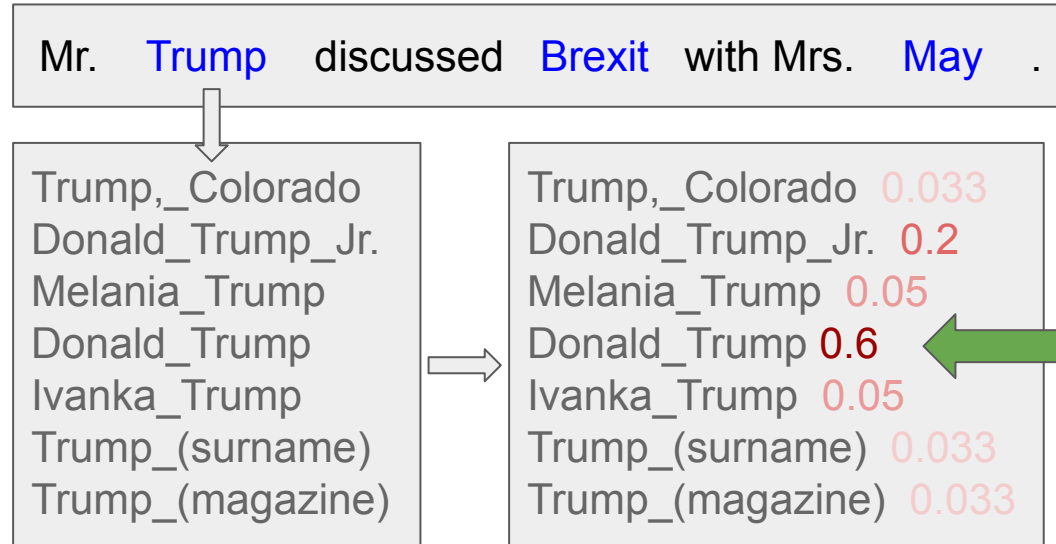 Mr. Trump discussed Brexit with Mrs. May .
Trump,_Colorado
Donald_Trump_Jr.
Melania_Trump
Donald_Trump
Ivanka_Trump
Trump_(surname)
Trump_(magazine)
Trump,_Colorado 0.033
Donald_Trump_Jr. 0.2
Melania_Trump 0.05
Donald_Trump 0.6
Ivanka_Trump 0.05
Trump_(surname) 0.033
Trump_(magazine) 0.033